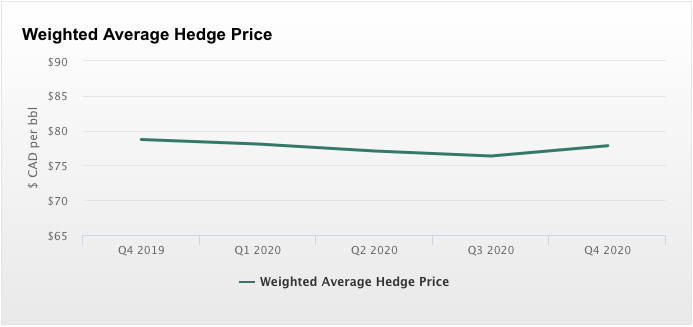 Weighted Average Hedge Price
$90
$85
$80
$75
$70
$65
$ CAD per bbl
Q4 2019
Q1 2020
Q2 2020
Q3 2020
Q4 2020
Weighted Average Hedge Price